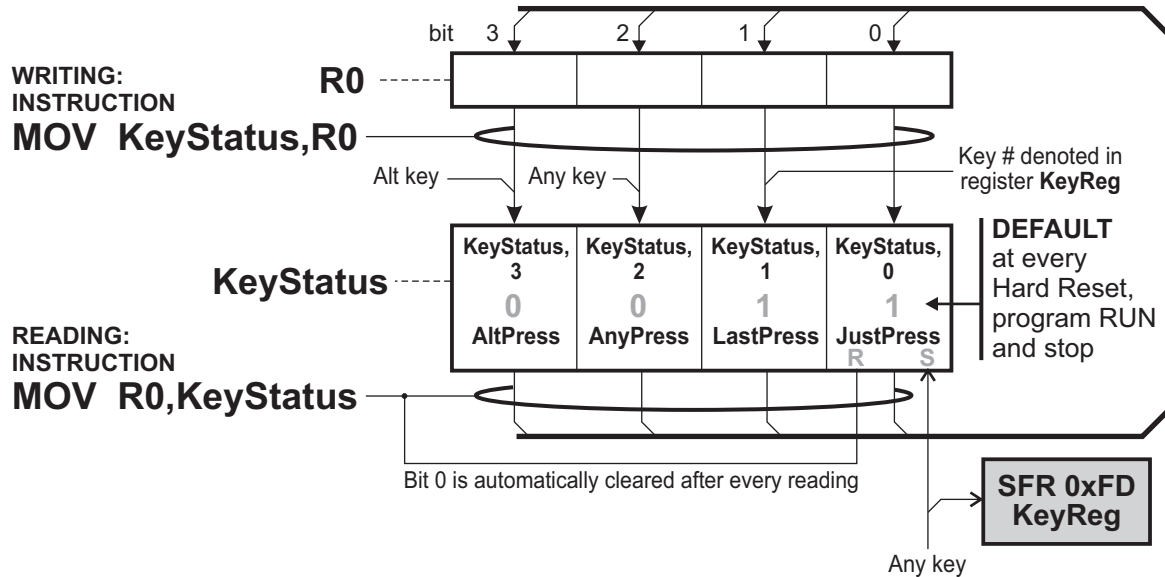 bit 3 2 1 0
WRITING:
INSTRUCTION
R0
MOV KeyStatus,R0
Alt key
Any key
Key # denoted in
register KeyReg
KeyStatus,
3
0
AltPress
KeyStatus,
2
0
AnyPress
KeyStatus,
1
1
LastPress
KeyStatus,
0
1
JustPress
R S
DEFAULT
at every
Hard Reset,
program RUN
and stop
KeyStatus
READING:
INSTRUCTION
MOV R0,KeyStatus
Bit 0 is automatically cleared after every reading
SFR 0xFD
KeyReg
Any key